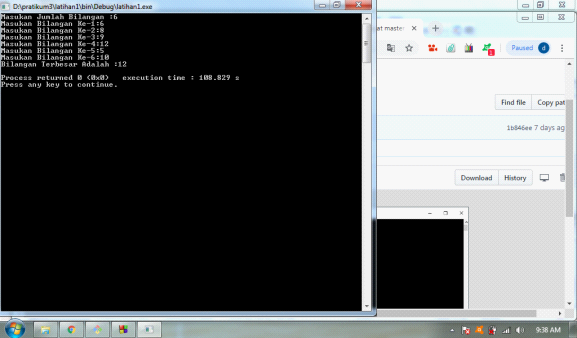 D:\pratikum3\latihan1\bin\Debug\latihan1.exe
Masukan Jumlah Bilangan :6
Masukan Bilangan Ke-1:6
Masukan Bilangan Ke-2:8
Masukan Bilangan Ke-3:9
Masukan Bilangan Ke-4:12
Masukan Bilangan Ke-5:5
Masukan Bilangan Ke-6:10
Bilangan Terbesar Adalah :12
Process returned 0 (0x0)   execution time : 108.829 s
Press any key to continue.
at master
Paused d
Find file Copy pat
1b846ee 7 days ag
Download History
9:38 AM